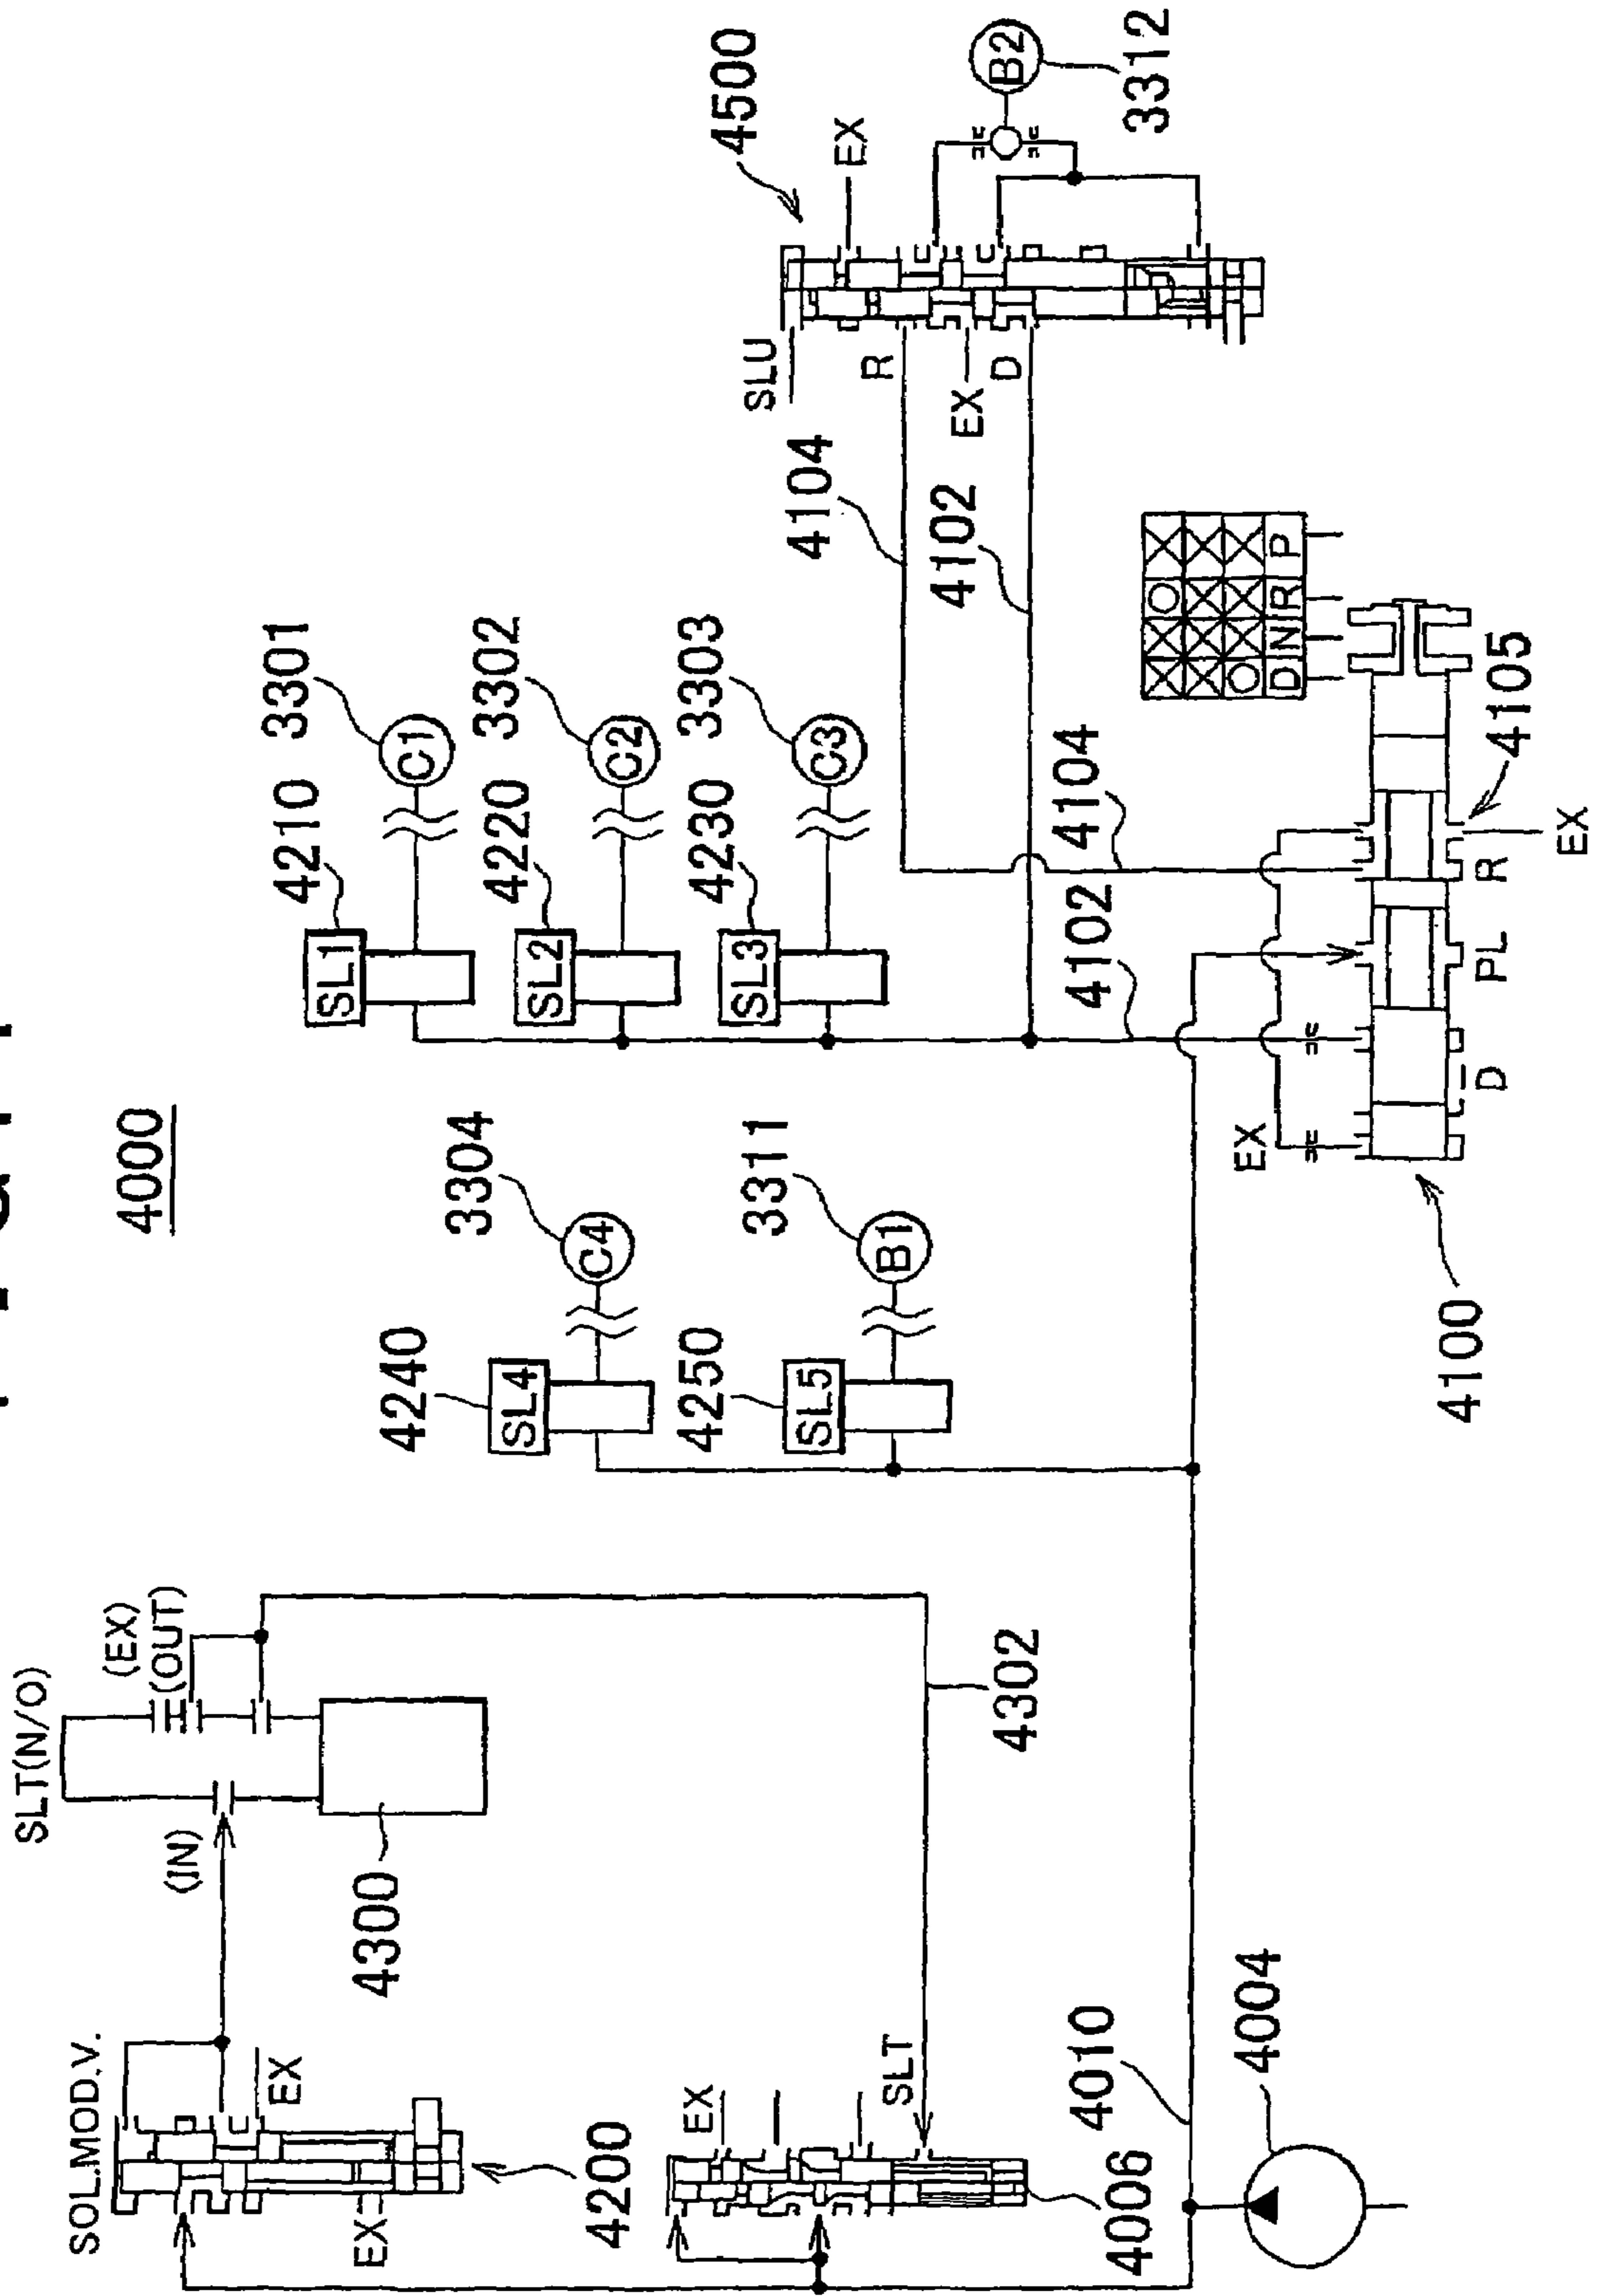 SLT(N/O)
SOL.MOD.V.
(EX)
(OUT)
4000
(IN)
EX
4210 3301
SL1
EX
4300
4240
C1
3304
4220 3302
SL4
SL2
C4
4200
C2
EX
4250
4230 3303
4500
SL3
SLU
3311
SL5
4104
C3
EX
R
SLT
B1
4102
EX
D
B2
4302
4104
4010
4102
4006
3312
4004
EX
D N R P
4100
D PL R
4105
EX